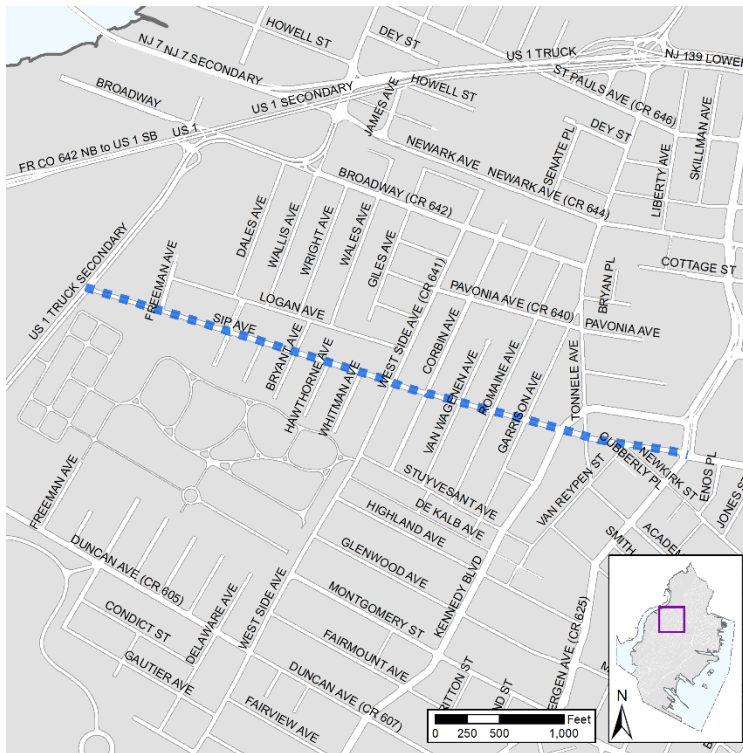 HOWELL ST
DEY ST
NJ 7 NJ 7 SECONDARY
US 1 TRUCK
NJ 139 LOWER
BROADWAY
US 1 SECONDARY
HOWELL ST
ST PAULS AVE (CR 646)
JAMES AVE
DEY ST
SKILLMAN AVE
FR CO 642 NB to US 1 SB
US 1
NEWARK AVE
SENATE PL
LIBERTY AVE
BROADWAY (CR 642)
NEWARK AVE (CR 644)
DALES AVE
WALLIS AVE
WRIGHT AVE
WALES AVE
GILES AVE
COTTAGE ST
US 1 TRUCK SECONDARY
FREEMAN AVE
WEST SIDE AVE (CR 641)
BRYAN PL
LOGAN AVE
PAVONIA AVE (CR 640)
PAVONIA AVE
SIP AVE
CORBIN AVE
BRYANT AVE
HAWTHORNE AVE
WHITMAN AVE
VAN WAGENEN AVE
ROMAINE AVE
GARRISON AVE
TONNELE AVE
CUBBERLY PL
NEWKIRK ST
ENOS PL
JONES S
STUYVESANT AVE
VAN REYPEN ST
FREEMAN AVE
DE KALB AVE
HIGHLAND AVE
SMITH
ACADE
DUNCAN AVE (CR 605)
GLENWOOD AVE
KENNEDY BLVD
CONDICT ST
DELAWARE AVE
WEST SIDE AVE
MONTGOMERY ST
ERGEN AVE (CR 625)
GAUTIER AVE
FAIRMOUNT AVE
DUNCAN AVE (CR 607)
FAIRVIEW AVE
RITTON ST
ND ST
N
Feet
0 250 500 1,000